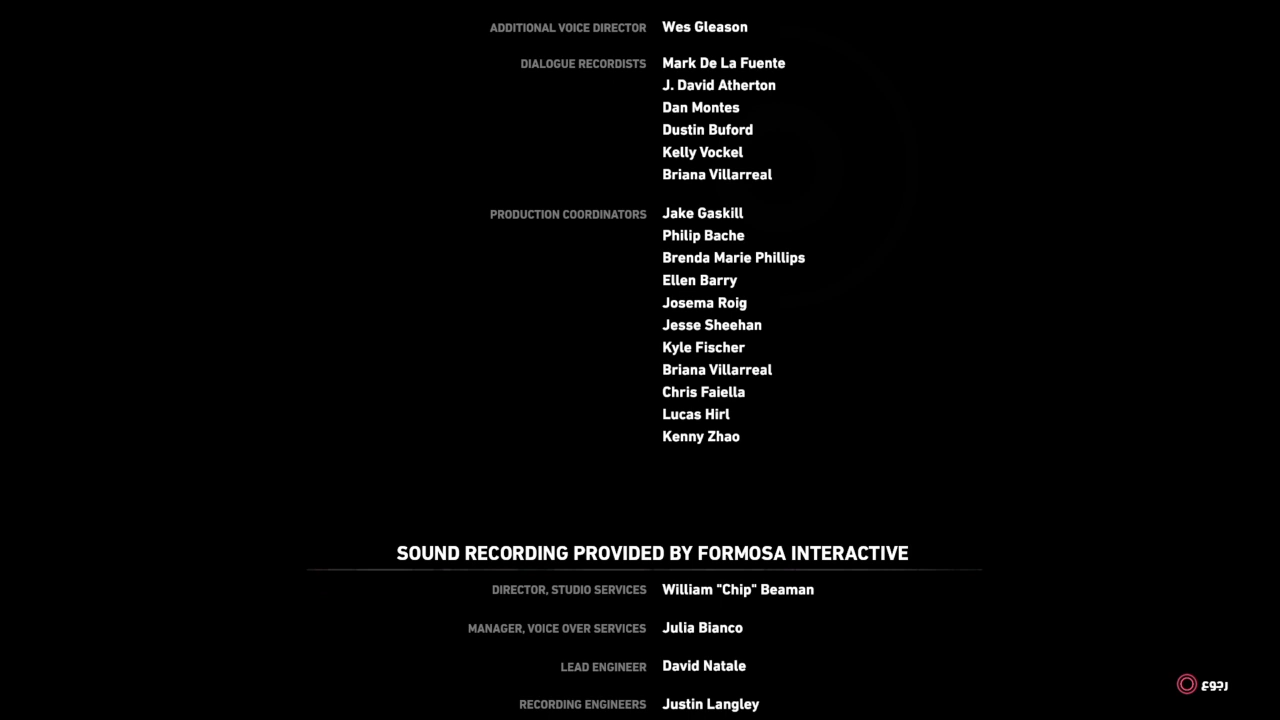 ADDITIONAL VOICE DIRECTOR Wes Gleason
DIALOGUE RECORDISTS Mark De La Fuente
J. David Atherton
Dan Montes
Dustin Buford
Kelly Vockel
Briana Villarreal
PRODUCTION COORDINATORS Jake Gaskill
Philip Bache
Brenda Marie Phillips
Ellen Barry
Josema Roig
Jesse Sheehan
Kyle Fischer
Briana Villarreal
Chris Faiella
Lucas Hirl
Kenny Zhao
SOUND RECORDING PROVIDED BY FORMOSA INTERACTIVE
DIRECTOR, STUDIO SERVICES William "Chip" Beaman
MANAGER, VOICE OVER SERVICES Julia Bianco
LEAD ENGINEER David Natale
RECORDING ENGINEERS Justin Langley
رجوع